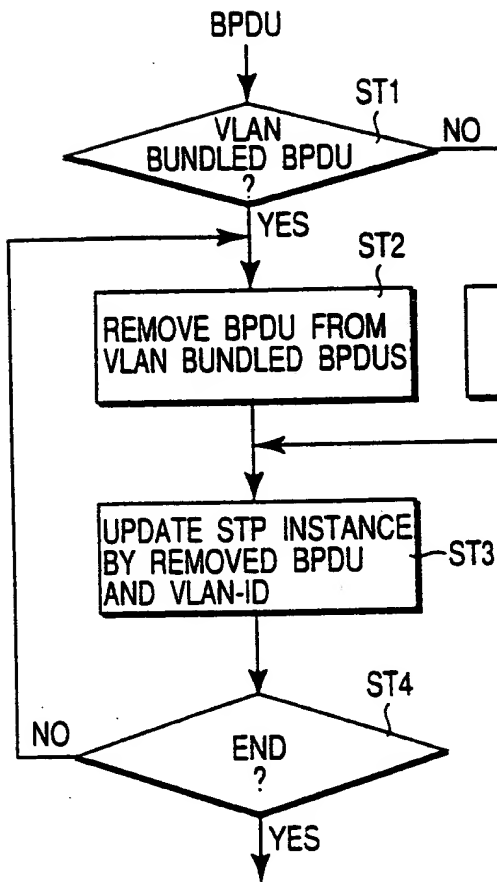 BPDU
ST1
VLAN
BUNDLED BPDU
?
NO
YES
ST2
REMOVE BPDU FROM
VLAN BUNDLED BPDUS
UPDATE STP INSTANCE
BY REMOVED BPDU
AND VLAN-ID
ST3
ST4
NO
END
?
YES